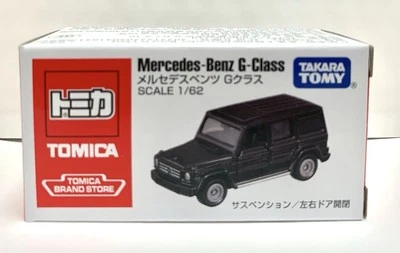 Mercedes-Benz G-Class
メルセデスベンツ Gクラス
SCALE 1/62
TAKARA
TOMY
トミカ
TOMICA
TOMICA
BRAND STORE
サスペンション／左右ドア開閉